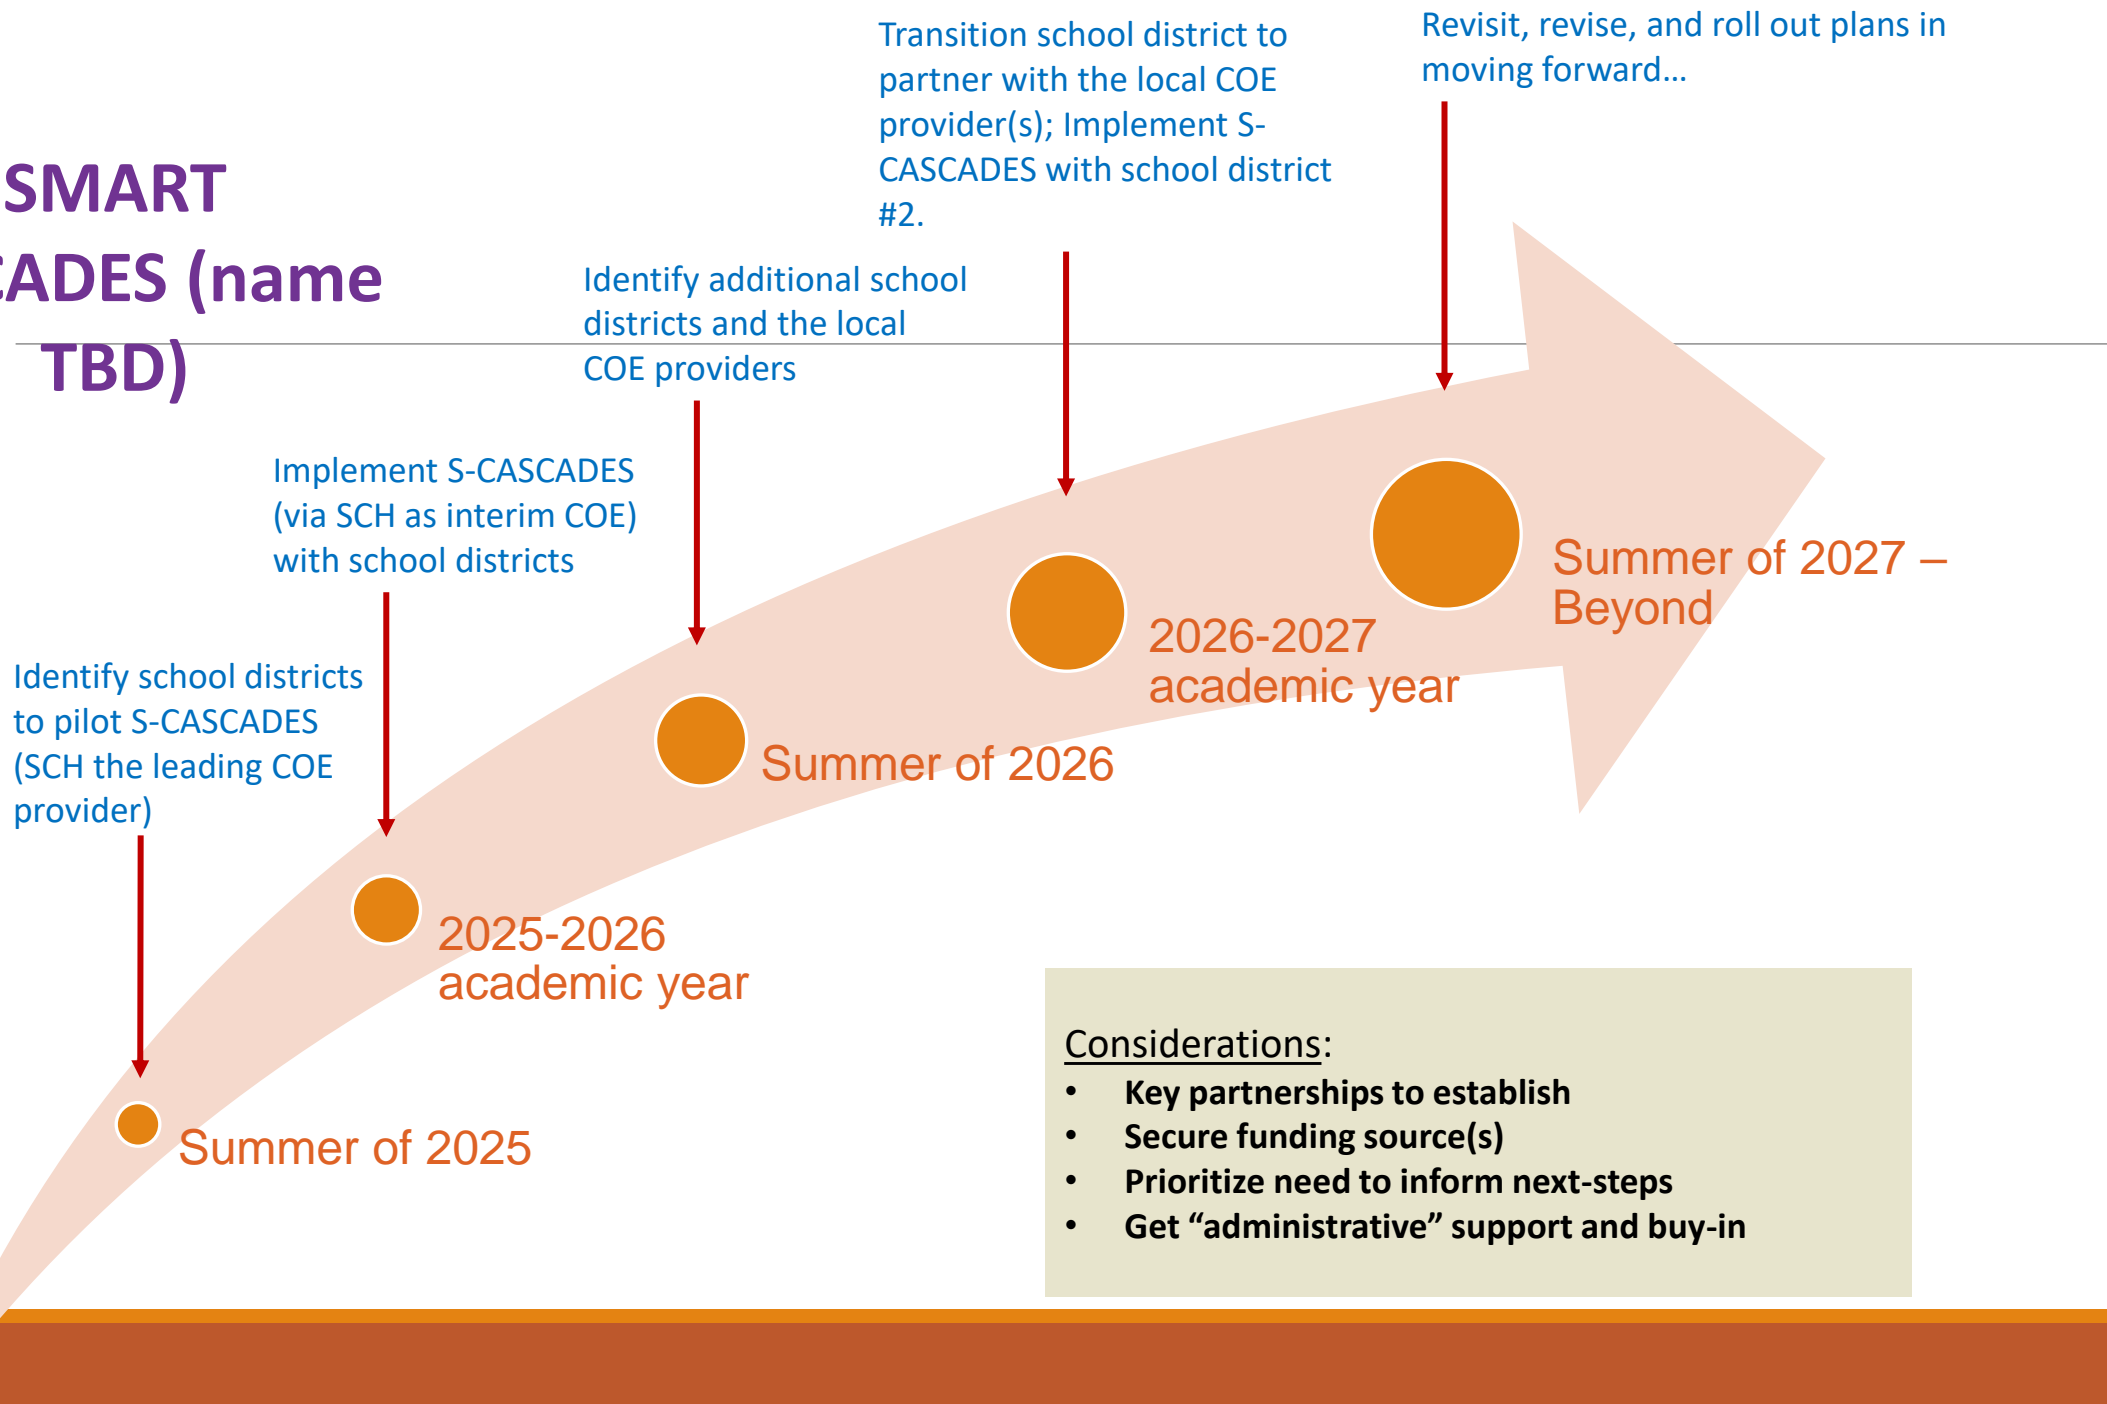 SMART
CADES (name
TBD)
Transition school district to
partner with the local COE
provider(s); Implement S-
CASCADES with school district
#2.
Revisit, revise, and roll out plans in
moving forward…
Identify additional school
districts and the local
COE providers
Implement S-CASCADES
(via SCH as interim COE)
with school districts
Identify school districts
to pilot S-CASCADES
(SCH the leading COE
provider)
Summer of 2027 –
Beyond
2026-2027
academic year
Summer of 2026
2025-2026
academic year
Summer of 2025
Considerations:
• Key partnerships to establish
• Secure funding source(s)
• Prioritize need to inform next-steps
• Get “administrative” support and buy-in